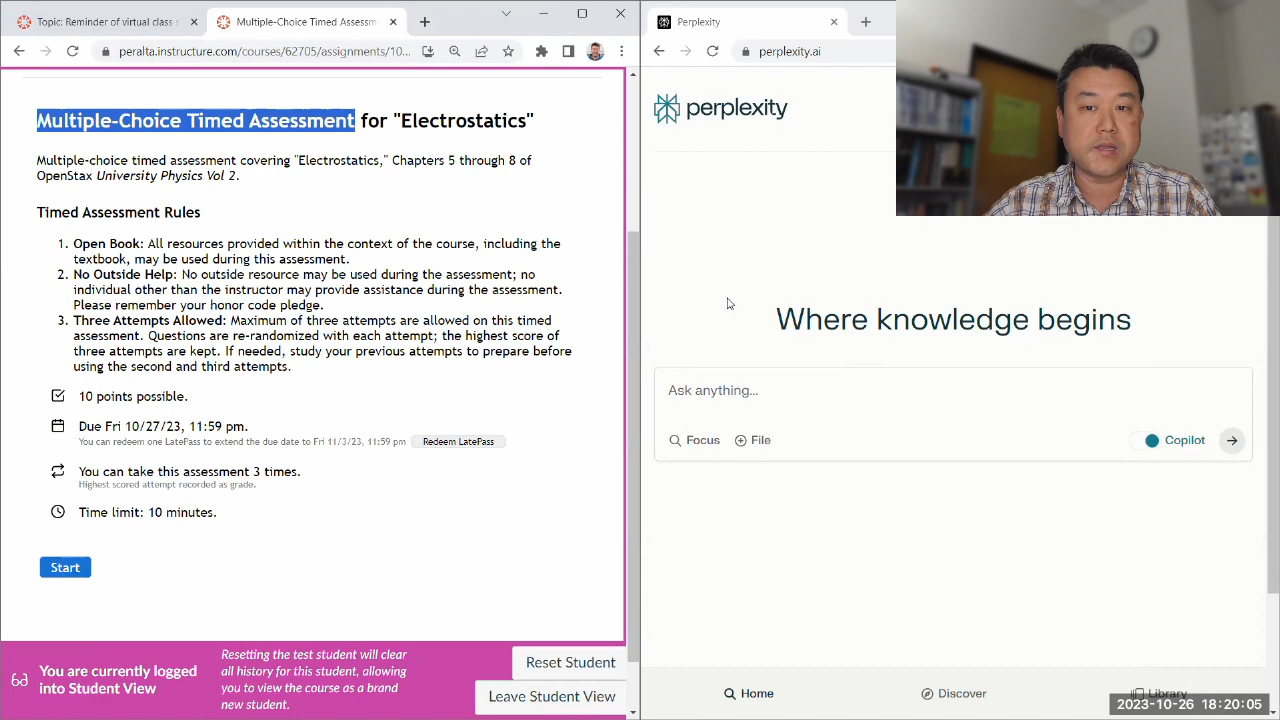 Topic: Reminder of virtual class s
Multiple-Choice Timed Assessm
peralta.instructure.com/courses/62705/assignments/10...
Multiple-Choice Timed Assessment for "Electrostatics"
Multiple-choice timed assessment covering "Electrostatics," Chapters 5 through 8 of
OpenStax University Physics Vol 2.
Timed Assessment Rules
1. Open Book: All resources provided within the context of the course, including the
textbook, may be used during this assessment.
2. No Outside Help: No outside resource may be used during the assessment; no
individual other than the instructor may provide assistance during the assessment.
Please remember your honor code pledge.
3. Three Attempts Allowed: Maximum of three attempts are allowed on this timed
assessment. Questions are re-randomized with each attempt; the highest score of
three attempts are kept. If needed, study your previous attempts to prepare before
using the second and third attempts.
10 points possible.
Due Fri 10/27/23, 11:59 pm.
You can redeem one LatePass to extend the due date to Fri 11/3/23, 11:59 pm Redeem LatePass
You can take this assessment 3 times.
Highest scored attempt recorded as grade.
Time limit: 10 minutes.
Start
You are currently logged
into Student View
Resetting the test student will clear
all history for this student, allowing
you to view the course as a brand
new student.
Reset Student
Leave Student View
Perplexity
perplexity.ai
perplexity
Where knowledge begins
Ask anything...
Focus File Copilot
Home Discover Library
2023-10-26 18:20:05